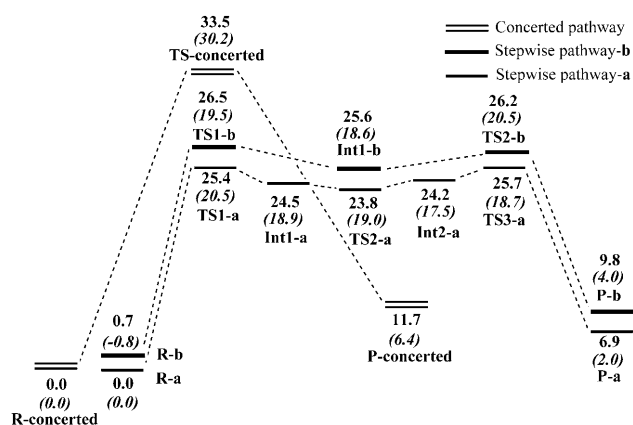 33.5
(30.2)
TS-concerted
Concerted pathway
Stepwise pathway-b
Stepwise pathway-a
26.5
(19.5)
TS1-b
25.6
(18.6)
Int1-b
26.2
(20.5)
TS2-b
25.4
(20.5)
TS1-a
24.5
(18.9)
Int1-a
23.8
(19.0)
TS2-a
24.2
(17.5)
Int2-a
25.7
(18.7)
TS3-a
9.8
(4.0)
P-b
6.9
(2.0)
P-a
11.7
(6.4)
P-concerted
0.7
(-0.8)
R-b
R-a
0.0
(0.0)
0.0
(0.0)
R-concerted